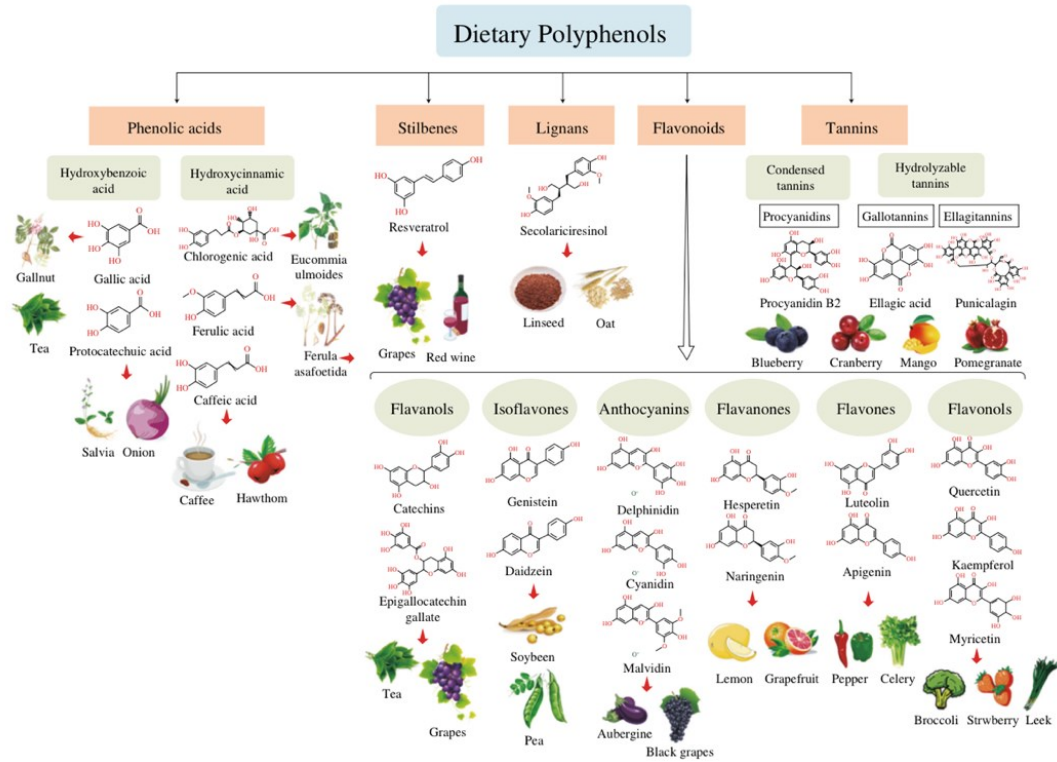 Dietary Polyphenols
Phenolic acids
Stilbenes
Lignans
Flavonoids
Tannins
Hydroxybenzoic
acid
Hydroxycinnamic
acid
Condensed
tannins
Hydrolyzable
tannins
Procyanidins
Gallotannins
Ellagitannins
Gallnut
Gallic acid
Chlorogenic acid
Eucommia
ulmoides
Resveratrol
Secolariciresinol
Procyanidin B2
Ellagic acid
Punicalagin
Tea
Protocatechuic acid
Ferulic acid
Ferula
asafoetida
Grapes
Red wine
Linseed
Oat
Blueberry
Cranberry
Mango
Pomegranate
Caffeic acid
Salvia
Onion
Caffee
Hawthom
Flavanols
Isoflavones
Anthocyanins
Flavanones
Flavones
Flavonols
Catechins
Genistein
Delphinidin
Hesperetin
Luteolin
Quercetin
Epigallocatechin
gallate
Daidzein
Cyanidin
Naringenin
Apigenin
Kaempferol
Malvidin
Myricetin
Tea
Grapes
Soybeen
Pea
Aubergine
Black grapes
Lemon
Grapefruit
Pepper
Celery
Broccoli
Strwberry
Leek